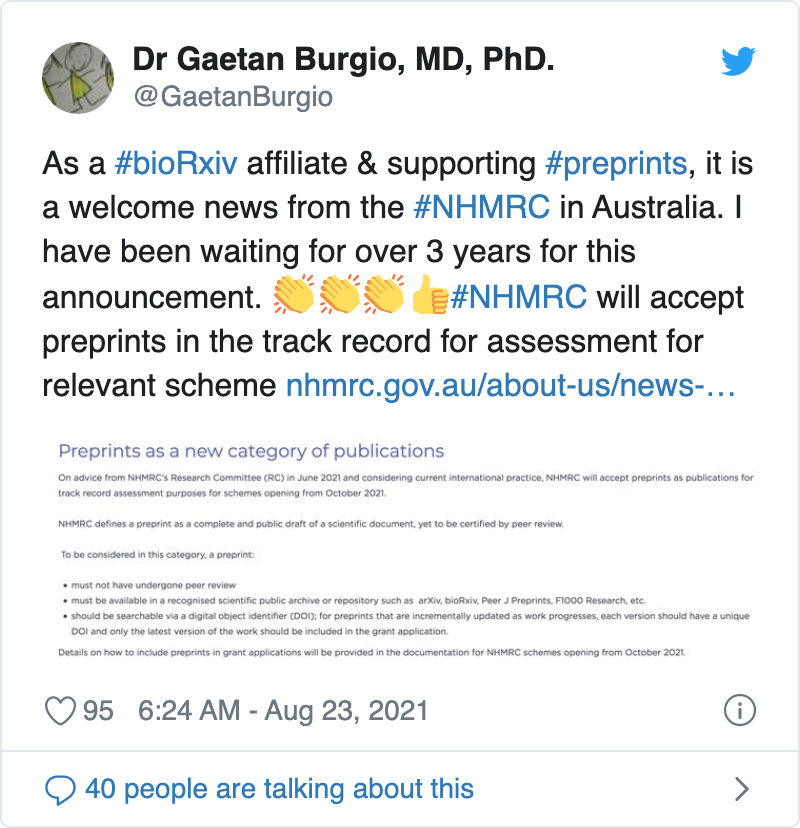 Dr Gaetan Burgio, MD, PhD.
@GaetanBurgio
As a #bioRxiv affiliate & supporting #preprints, it is
a welcome news from the #NHMRC in Australia. I
have been waiting for over 3 years for this
announcement. 👏👏👏👍#NHMRC will accept
preprints in the track record for assessment for
relevant scheme nhmrc.gov.au/about-us/news-…
Preprints as a new category of publications
On advice from NHMRC's Research Committee (RC) in June 2021 and considering current international practice, NHMRC will accept preprints as publications for
track record assessment purposes for schemes opening from October 2021.
NHMRC defines a preprint as a complete and public draft of a scientific document, yet to be certified by peer review.
To be considered in this category, a preprint:
• must not have undergone peer review
• must be available in a recognised scientific public archive or repository such as arXiv, bioRxiv, Peer J Preprints, F1000 Research, etc.
• should be searchable via a digital object identifier (DOI); for preprints that are incrementally updated as work progresses, each version should have a unique
DOI and only the latest version of the work should be included in the grant application.
Details on how to include preprints in grant applications will be provided in the documentation for NHMRC schemes opening from October 2021.
95 6:24 AM - Aug 23, 2021
40 people are talking about this